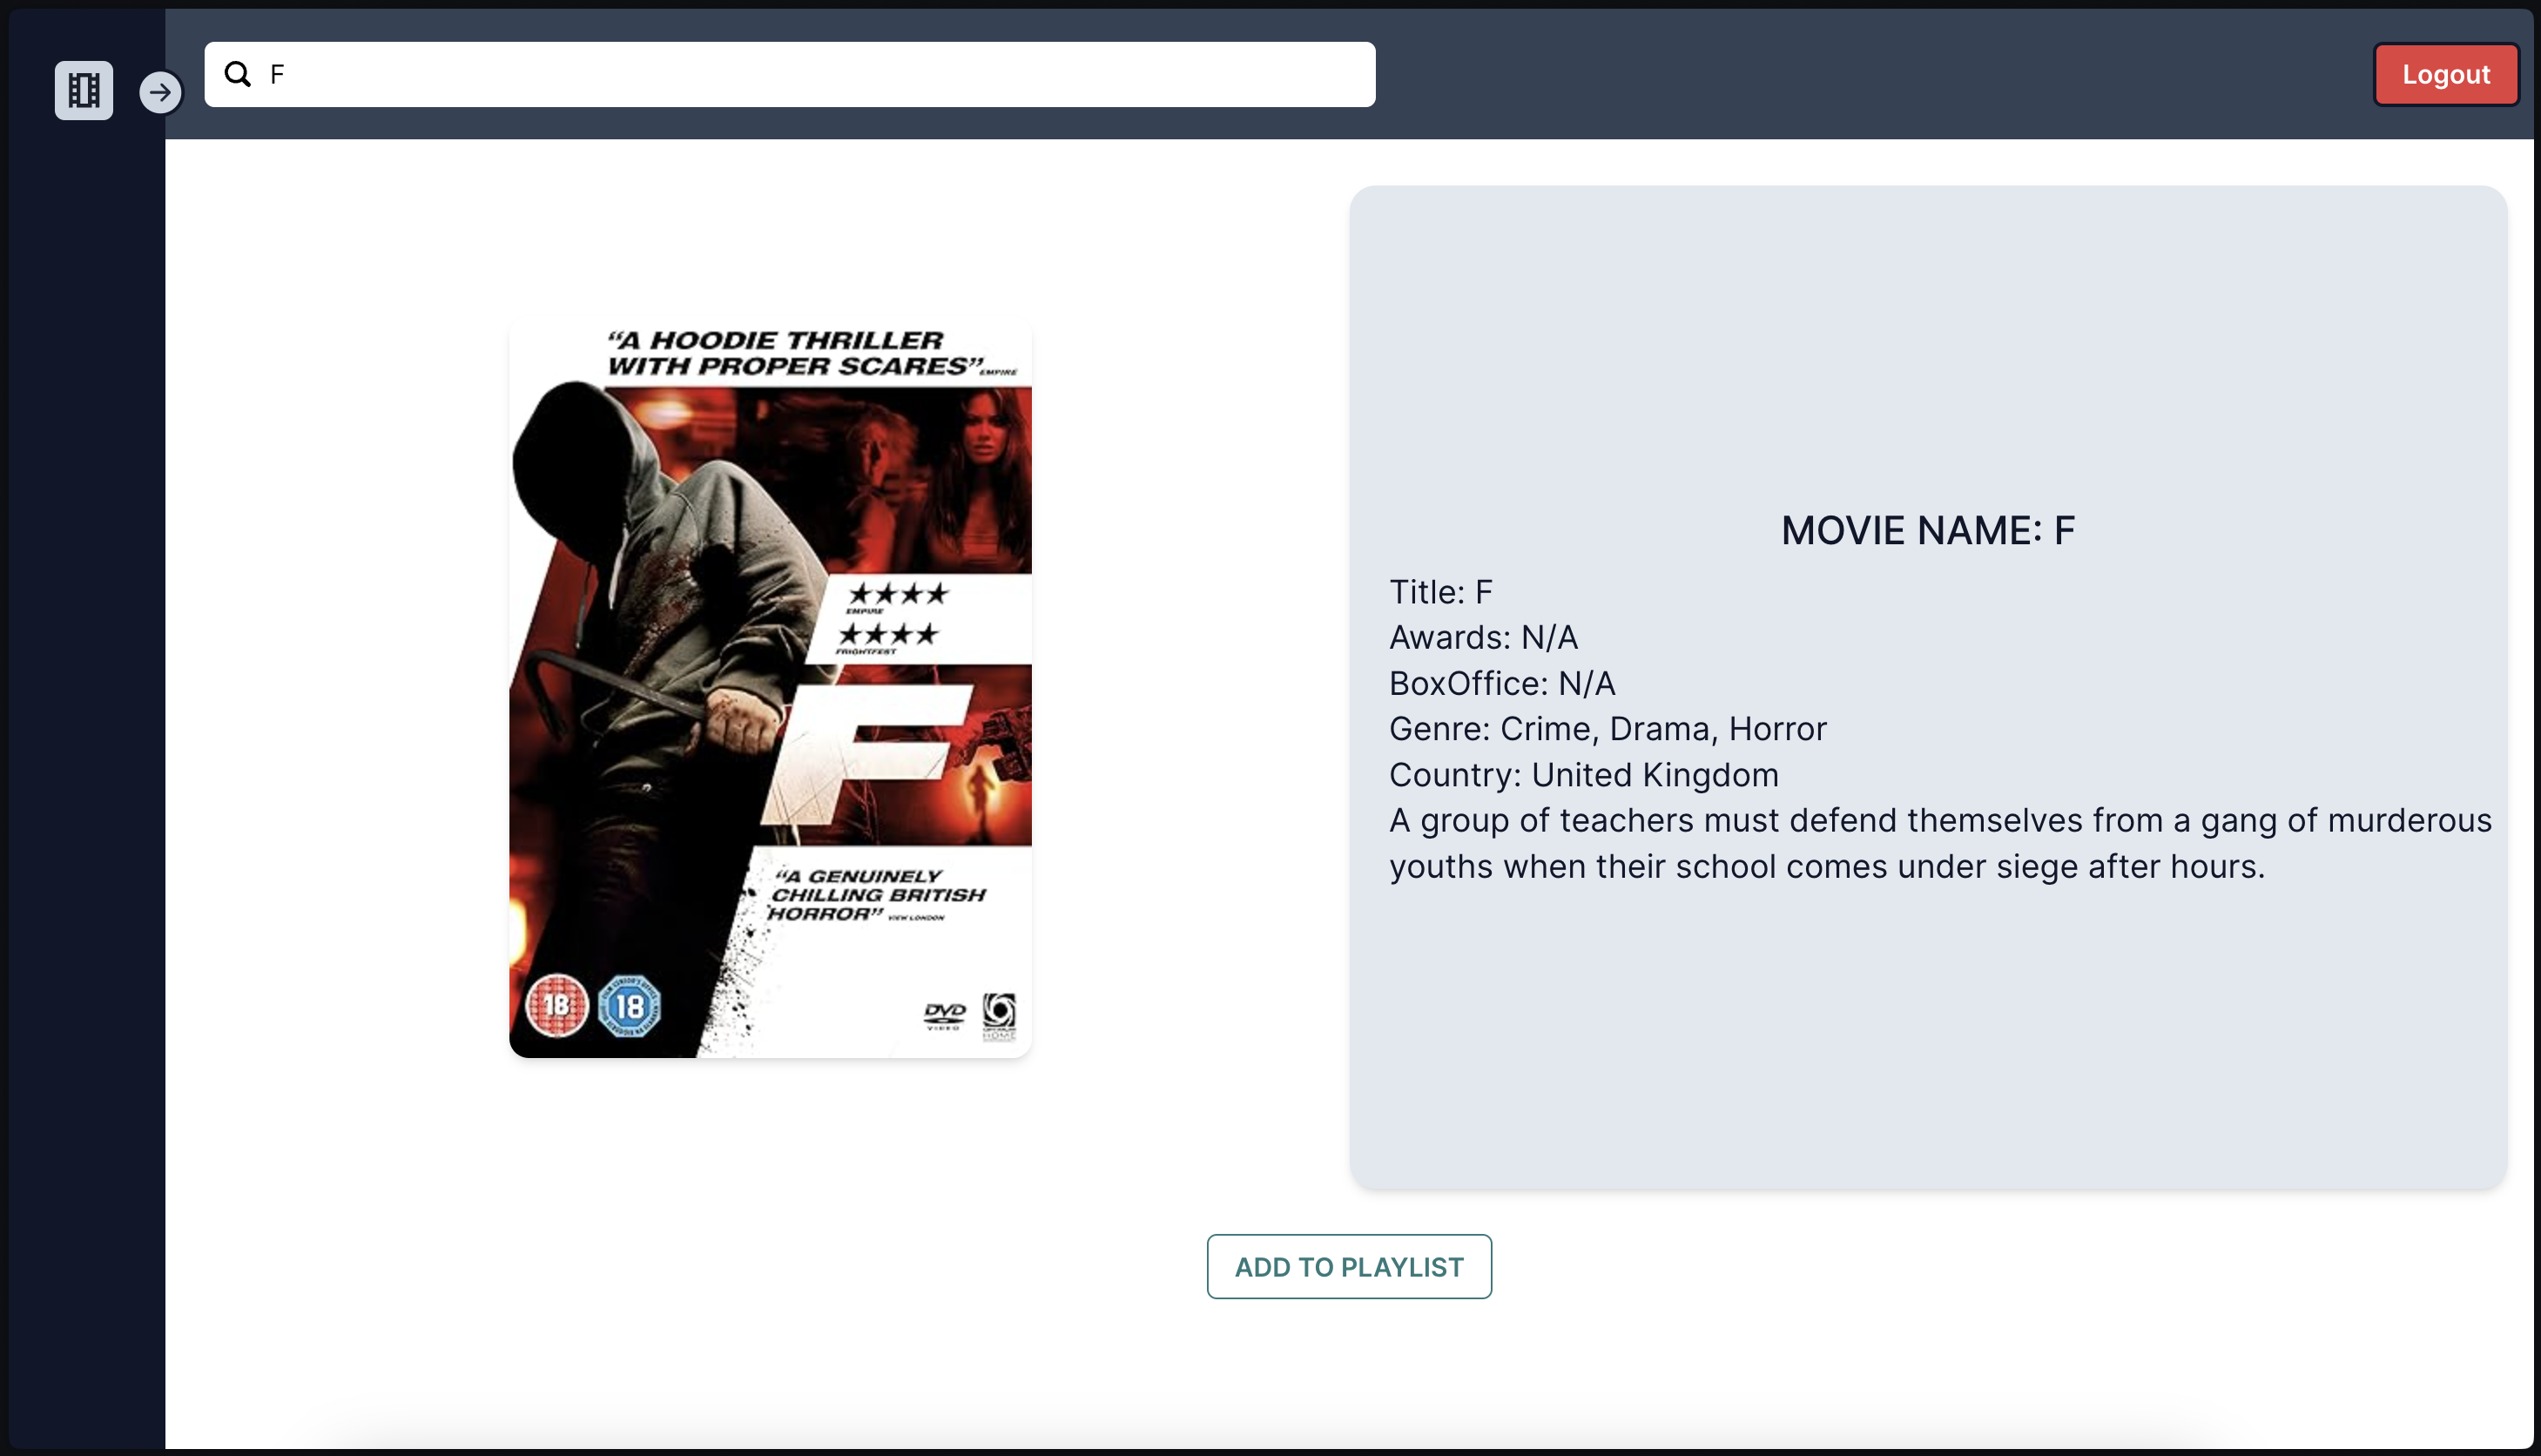 F
Logout
“A HOODIE THRILLER
WITH PROPER SCARES” EMPIRE
★★★★
EMPIRE
★★★★
FRIGHTFEST
F
“A GENUINELY
CHILLING BRITISH
HORROR” VIEW LONDON
18 18
DVD
VIDEO
HOME
MOVIE NAME: F
Title: F
Awards: N/A
BoxOffice: N/A
Genre: Crime, Drama, Horror
Country: United Kingdom
A group of teachers must defend themselves from a gang of murderous
youths when their school comes under siege after hours.
ADD TO PLAYLIST